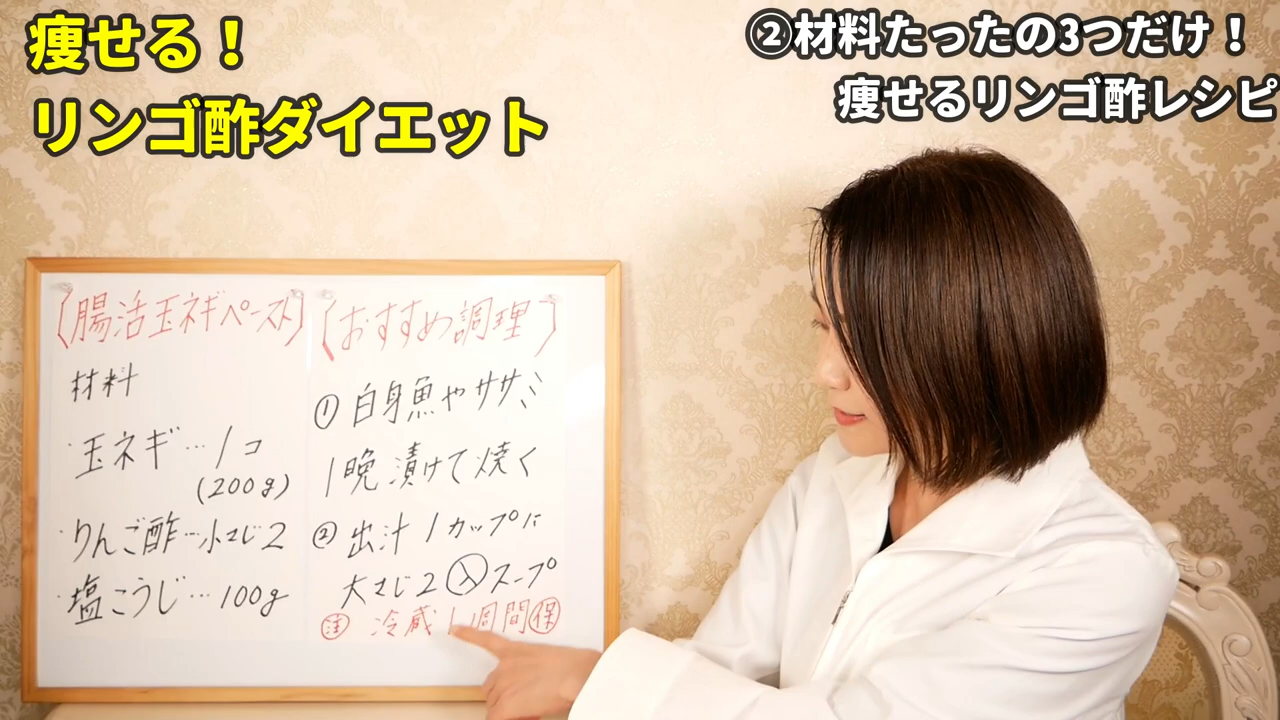 痩せる！
リンゴ酢ダイエット
②材料たったの3つだけ！
痩せるリンゴ酢レシピ
〔腸活玉ネギペースト〕
材料
・玉ネギ…1コ
(200g)
・りんご酢…小さじ2
・塩こうじ…100g
〔おすすめ調理〕
①白身魚やササミ
1晩漬けて焼く
②出汁1カップに
大さじ2㊅スープ
㊟冷蔵1週間㊇